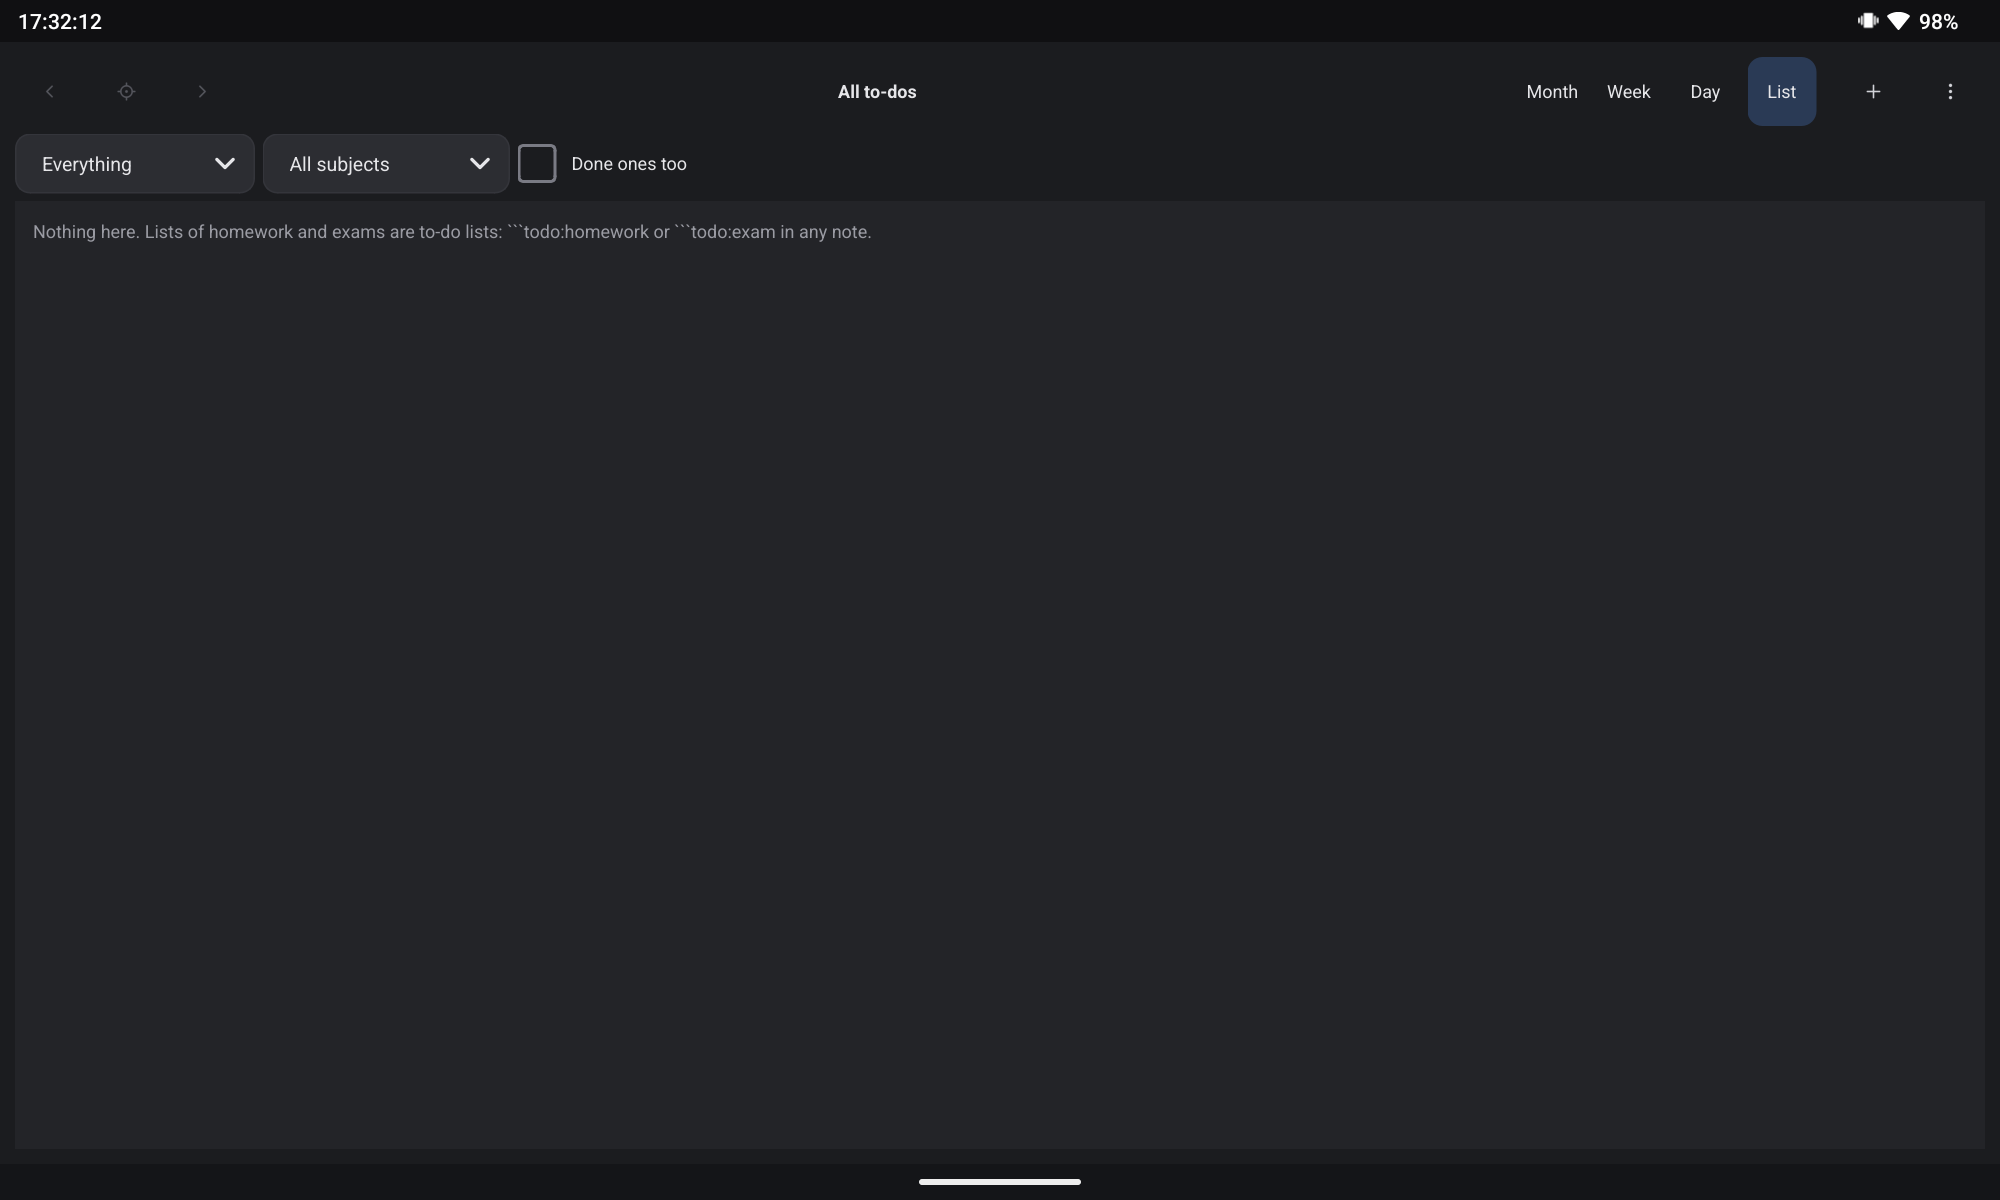 17:32:12
98%
All to-dos
Month Week Day List
Everything
All subjects
Done ones too
Nothing here. Lists of homework and exams are to-do lists: ```todo:homework or ```todo:exam in any note.